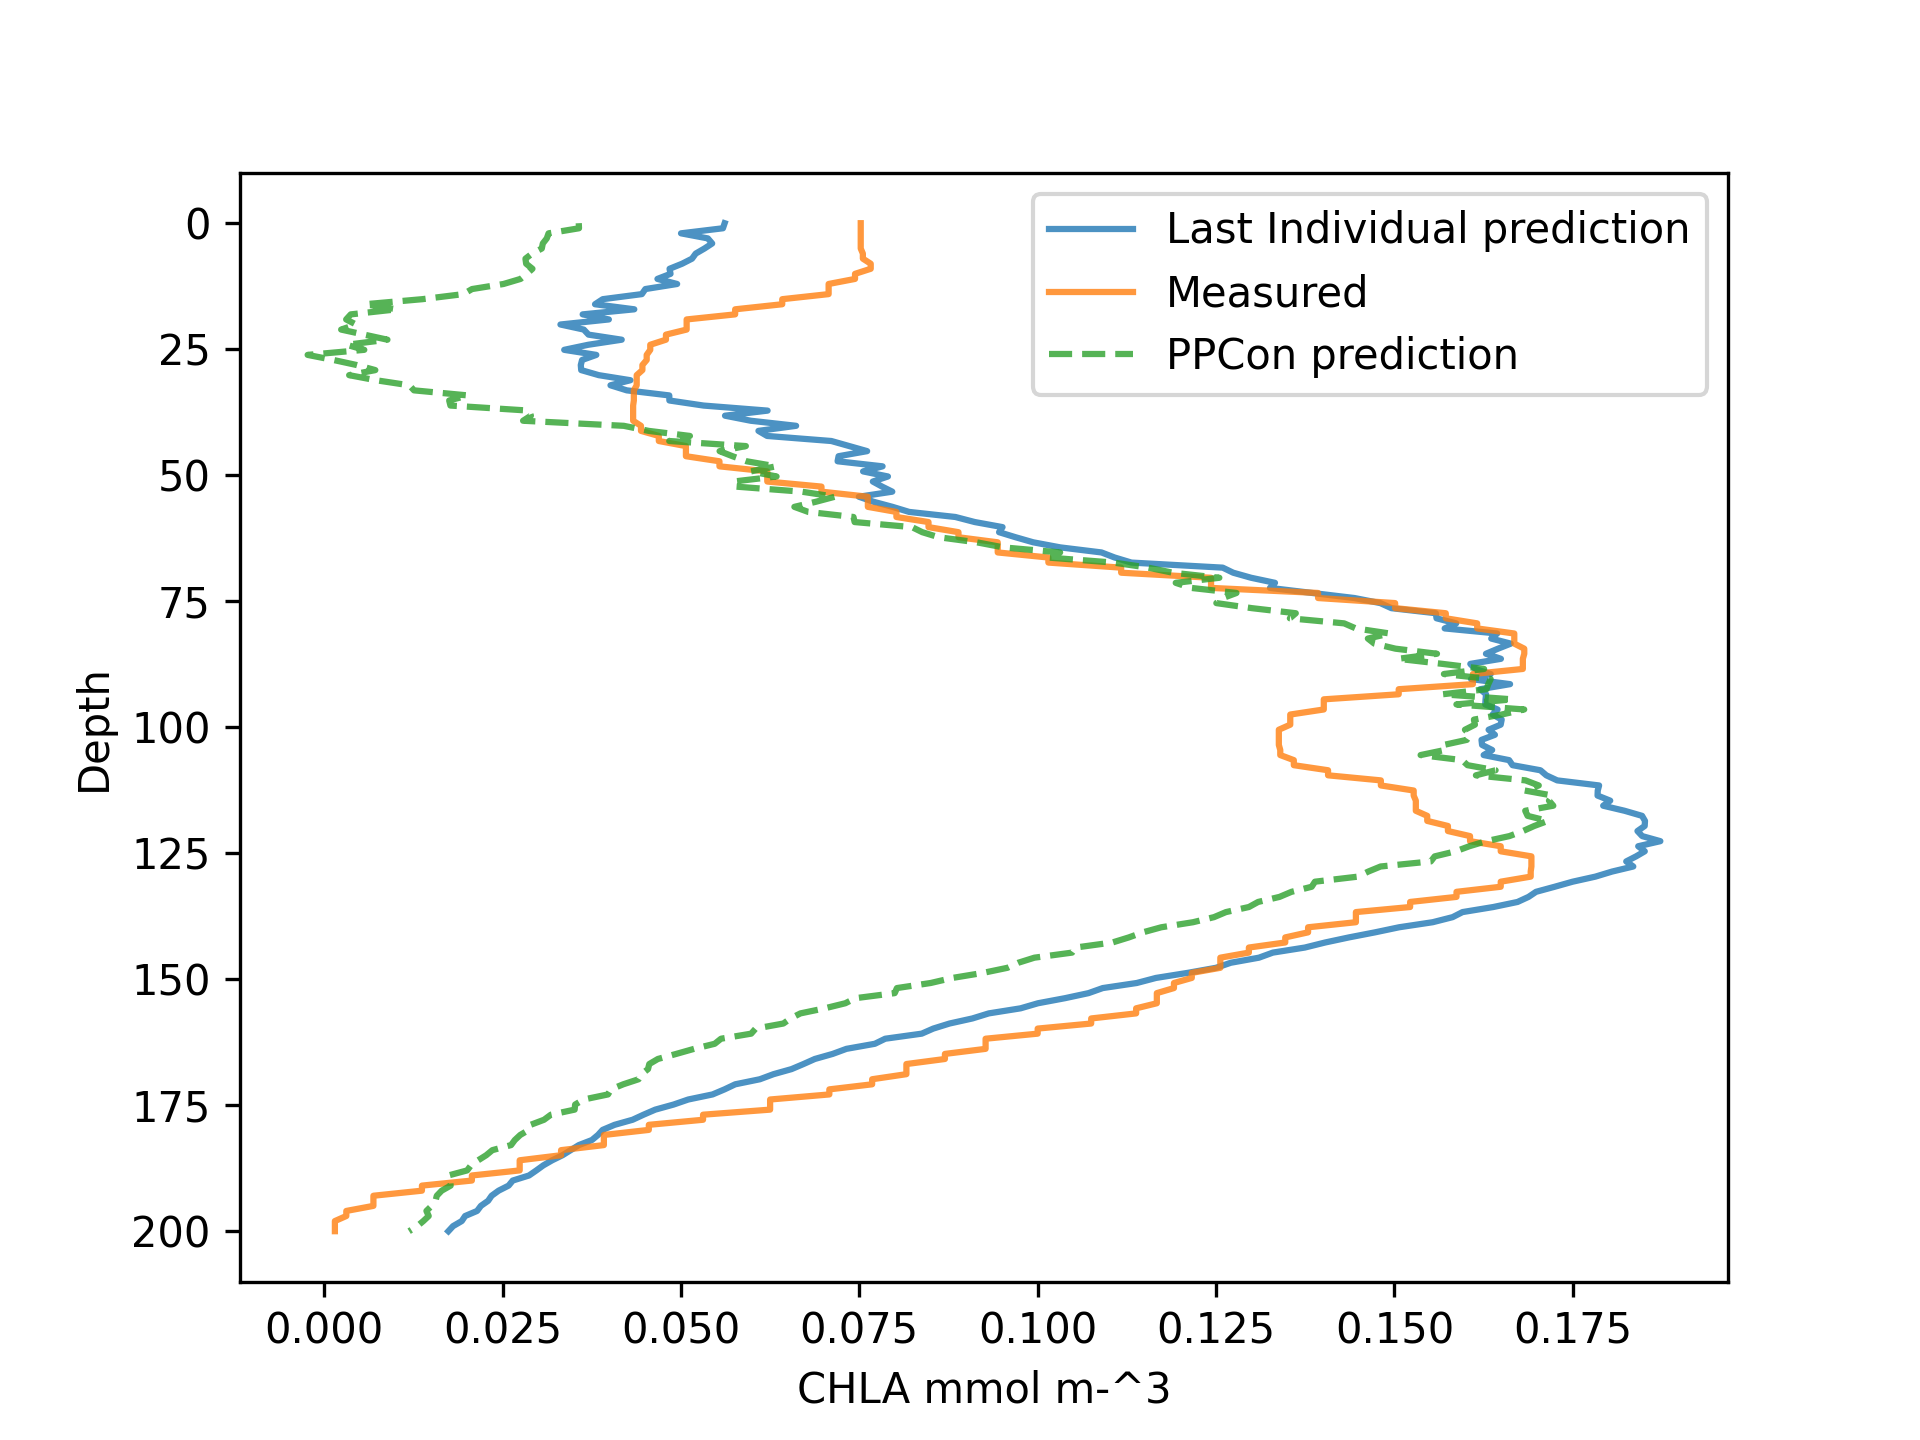 Last Individual prediction
Measured
PPCon prediction
0
25
50
75
100
125
150
175
200
Depth
0.000 0.025 0.050 0.075 0.100 0.125 0.150 0.175
CHLA mmol m-^3